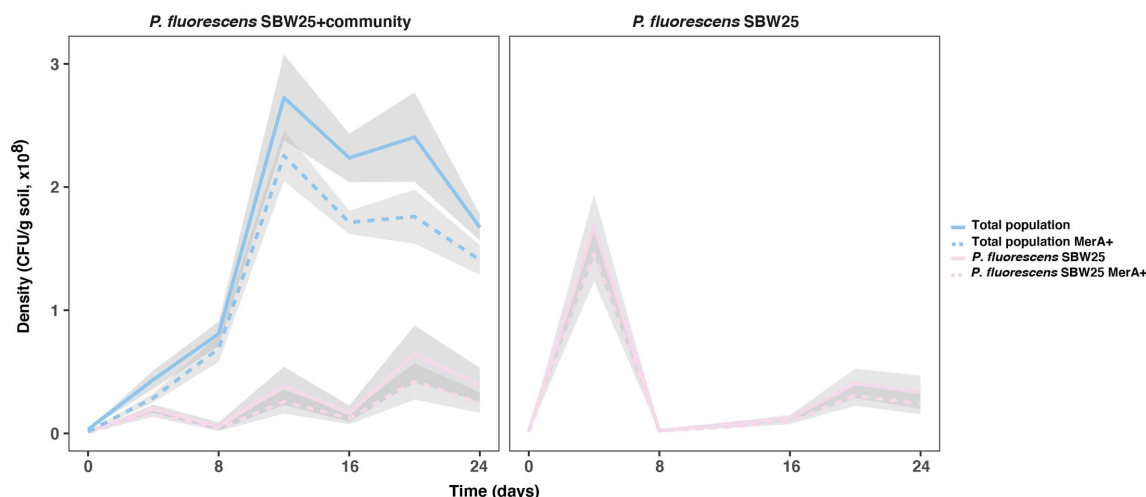 P. fluorescens SBW25+community
P. fluorescens SBW25
Density (CFU/g soil, x10⁸)
3
2
1
0
0
8
16
24
0
8
16
24
Time (days)
Total population
Total population MerA+
P. fluorescens SBW25
P. fluorescens SBW25 MerA+